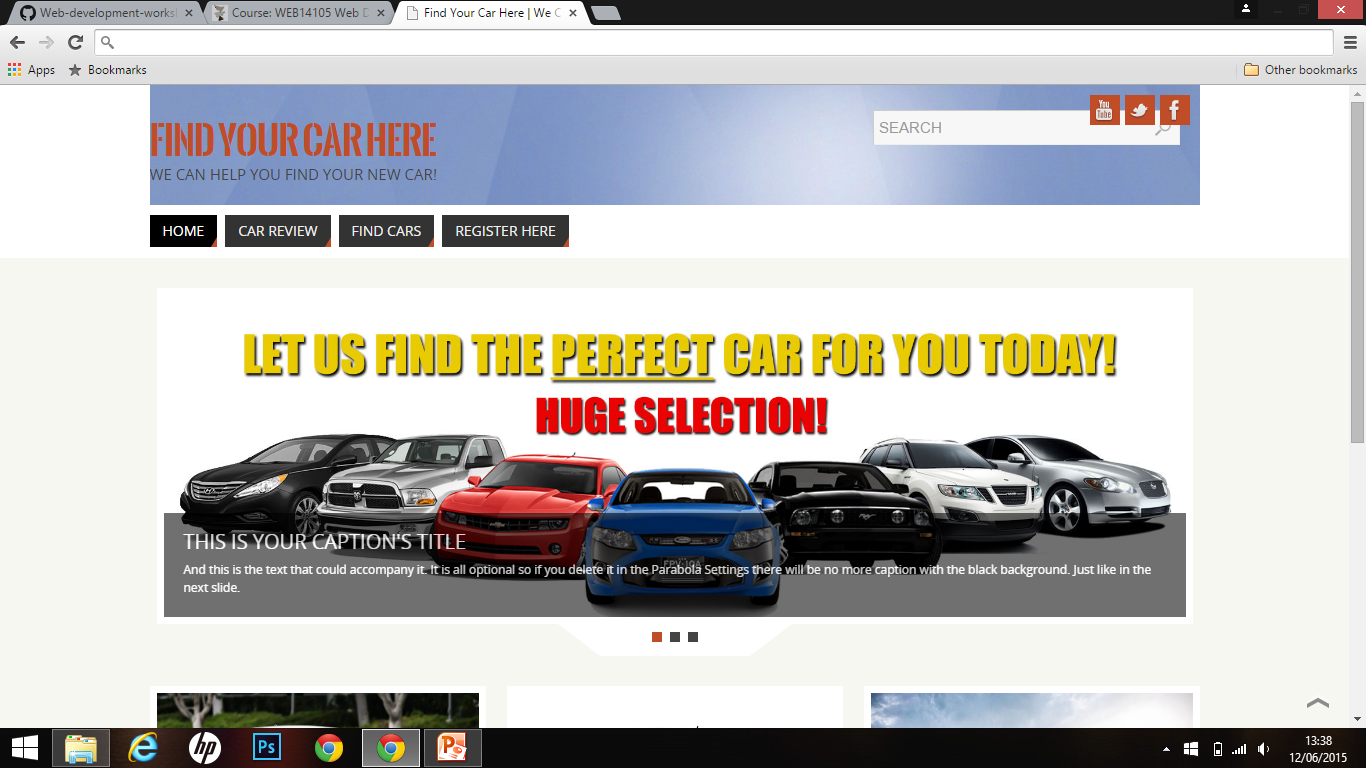 Web-development-works
Course: WEB14105 Web D
Find Your Car Here | We C
Apps
Bookmarks
Other bookmarks
You Tube
FIND YOUR CAR HERE
SEARCH
WE CAN HELP YOU FIND YOUR NEW CAR!
HOME
CAR REVIEW
FIND CARS
REGISTER HERE
LET US FIND THE PERFECT CAR FOR YOU TODAY!
HUGE SELECTION!
THIS IS YOUR CAPTION'S TITLE
And this is the text that could accompany it. It is all optional so if you delete it in the Parabola Settings there will be no more caption with the black background. Just like in the
next slide.
hp
Ps
13:38
12/06/2015